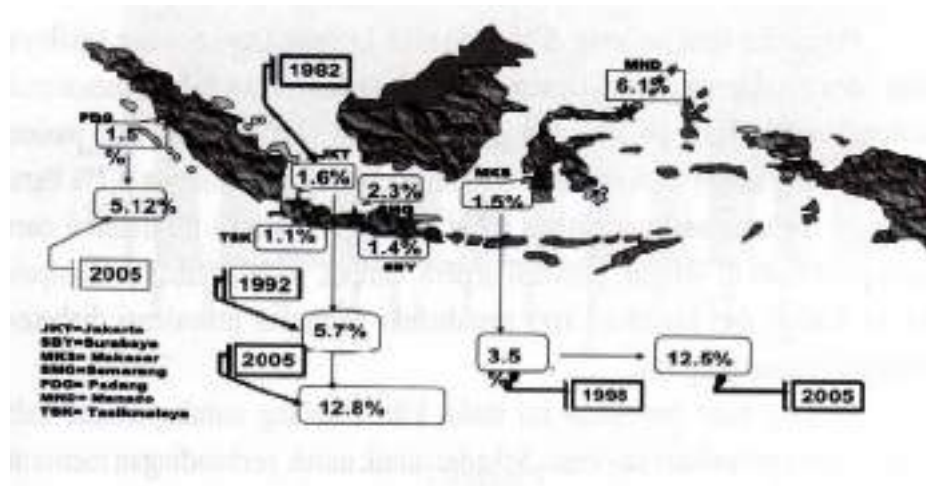 1982
MND
6.1%
PDG
1.5
%
JKT
1.6%
2.3%
SMG
MKS
1.5%
5.12%
TSK
1.1%
1.4%
SBY
2005
1992
5.7%
2005
12.8%
3.5
%
12.5%
1998
2005
JKT=Jakarta
SBY=Surabaya
MKS= Makasar
SMG=Semarang
PDG= Padang
MND= Manado
TSK= Tasikmalaya